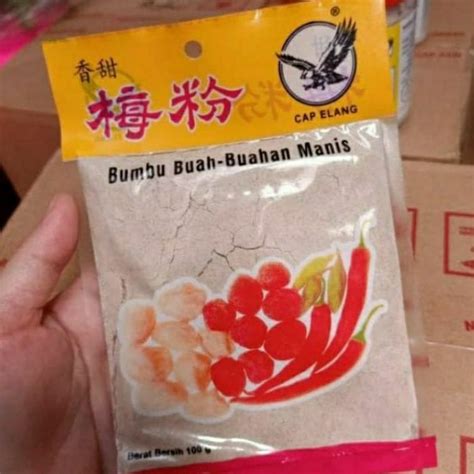 香甜
梅粉
CAP ELANG
Bumbu Buah-Buahan Manis
Berat Bersih 100 g